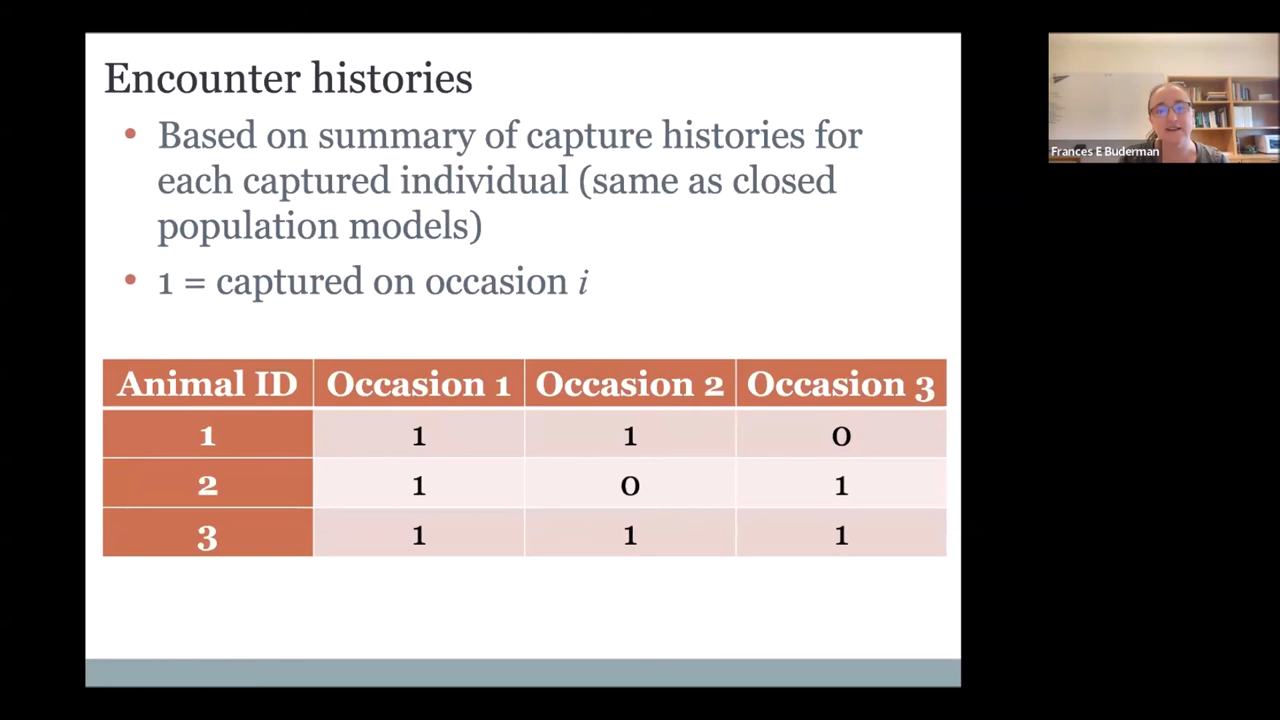 Encounter histories
• Based on summary of capture histories for
each captured individual (same as closed
population models)
• 1 = captured on occasion i
Animal ID Occasion 1 Occasion 2 Occasion 3
1 1 1 0
2 1 0 1
3 1 1 1
Frances E Buderman